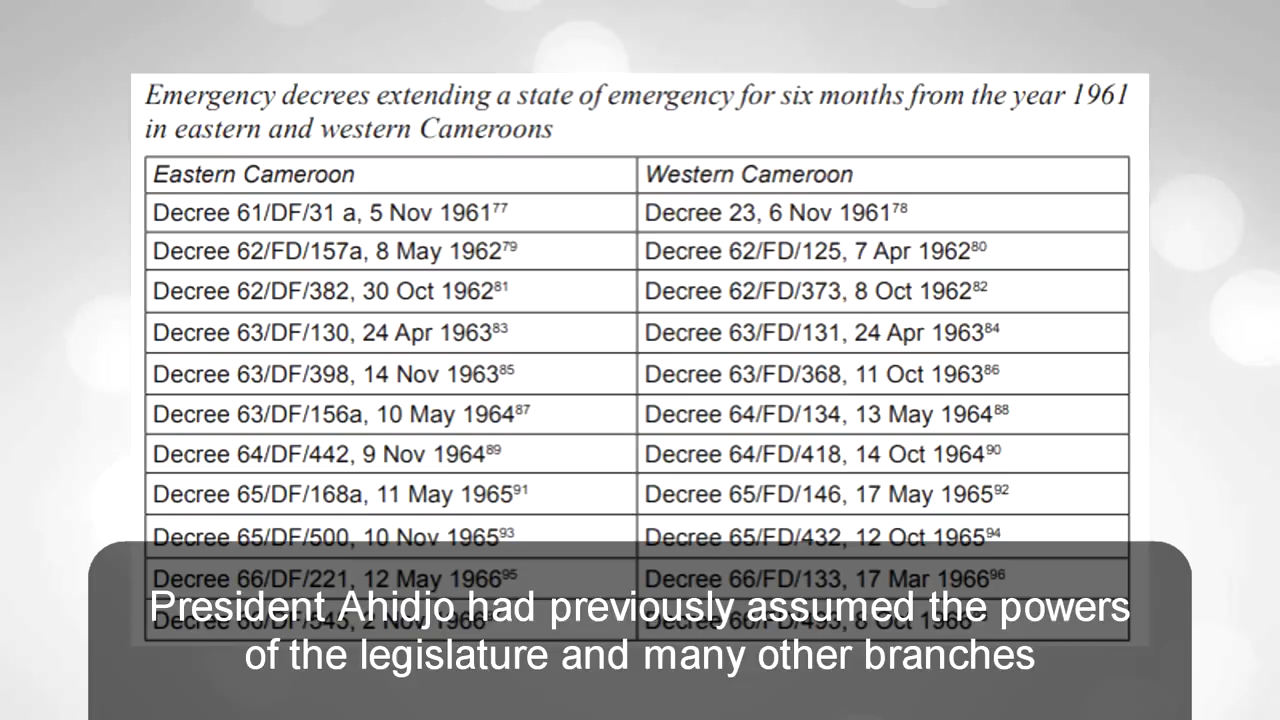 Emergency decrees extending a state of emergency for six months from the year 1961
in eastern and western Cameroons
Eastern Cameroon Western Cameroon
Decree 61/DF/31 a, 5 Nov 1961⁷⁷ Decree 23, 6 Nov 1961⁷⁸
Decree 62/FD/157a, 8 May 1962⁷⁹ Decree 62/FD/125, 7 Apr 1962⁸⁰
Decree 62/DF/382, 30 Oct 1962⁸¹ Decree 62/FD/373, 8 Oct 1962⁸²
Decree 63/DF/130, 24 Apr 1963⁸³ Decree 63/FD/131, 24 Apr 1963⁸⁴
Decree 63/DF/398, 14 Nov 1963⁸⁵ Decree 63/FD/368, 11 Oct 1963⁸⁶
Decree 63/DF/156a, 10 May 1964⁸⁷ Decree 64/FD/134, 13 May 1964⁸⁸
Decree 64/DF/442, 9 Nov 1964⁸⁹ Decree 64/FD/418, 14 Oct 1964⁹⁰
Decree 65/DF/168a, 11 May 1965⁹¹ Decree 65/FD/146, 17 May 1965⁹²
Decree 65/DF/500, 10 Nov 1965⁹³ Decree 65/FD/432, 12 Oct 1965⁹⁴
Decree 66/DF/221, 12 May 1966⁹⁵ Decree 66/FD/133, 17 Mar 1966⁹⁶
President Ahidjo had previously assumed the powers
of the legislature and many other branches